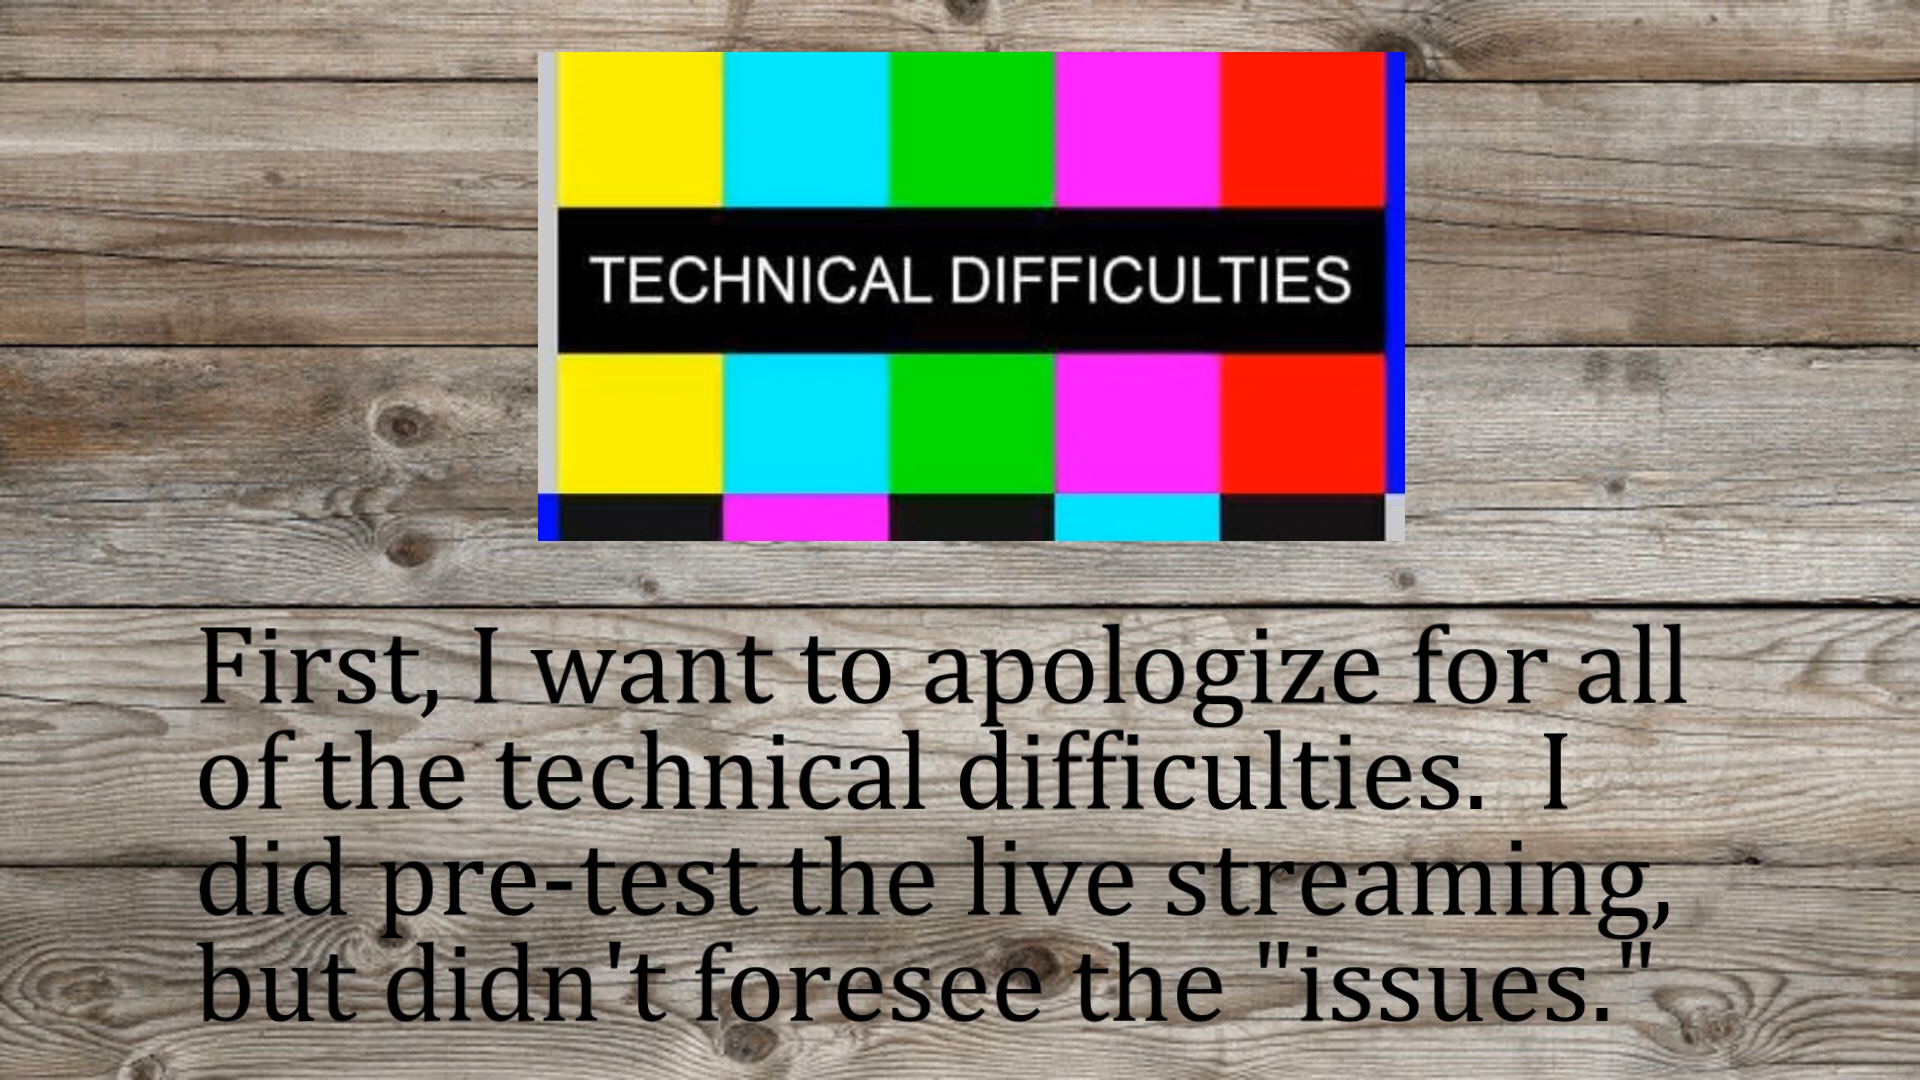 TECHNICAL DIFFICULTIES
First, I want to apologize for all
of the technical difficulties.  I
did pre-test the live streaming,
but didn't foresee the "issues."